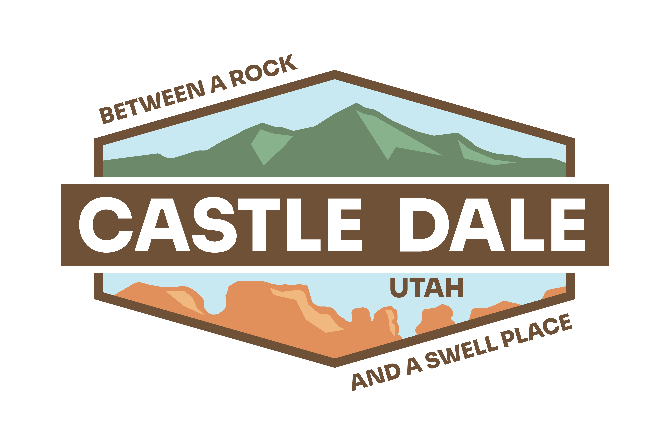 BETWEEN A ROCK
CASTLE DALE
UTAH
AND A SWELL PLACE